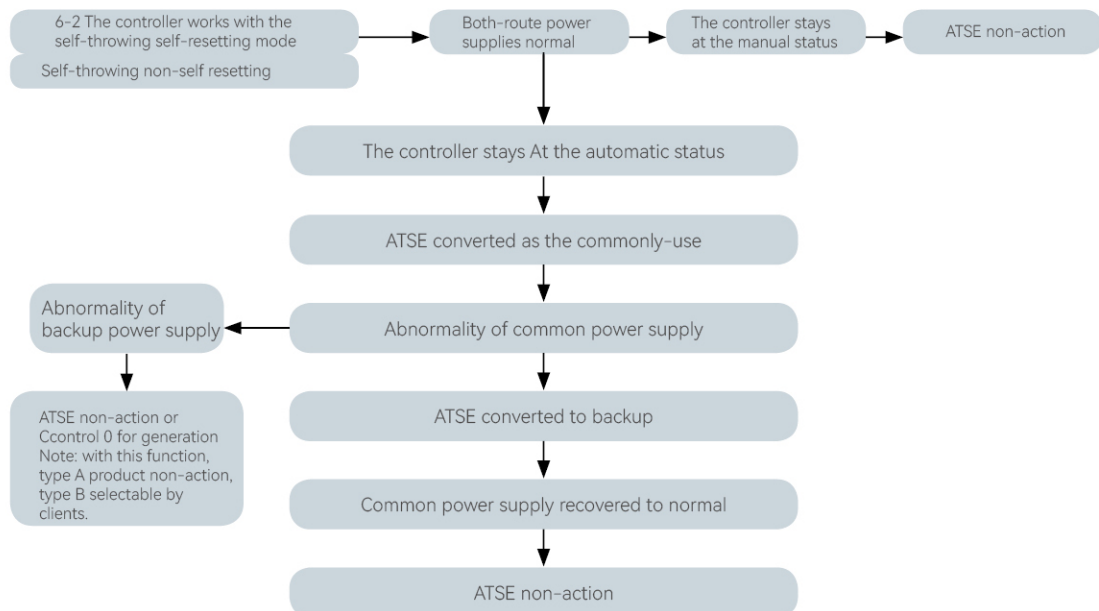 6-2 The controller works with the
self-throwing self-resetting mode
Self-throwing non-self resetting
Both-route power
supplies normal
The controller stays
at the manual status
ATSE non-action
The controller stays At the automatic status
ATSE converted as the commonly-use
Abnormality of
backup power supply
Abnormality of common power supply
ATSE non-action or
Ccontrol 0 for generation
Note: with this function,
type A product non-action,
type B selectable by
clients.
ATSE converted to backup
Common power supply recovered to normal
ATSE non-action